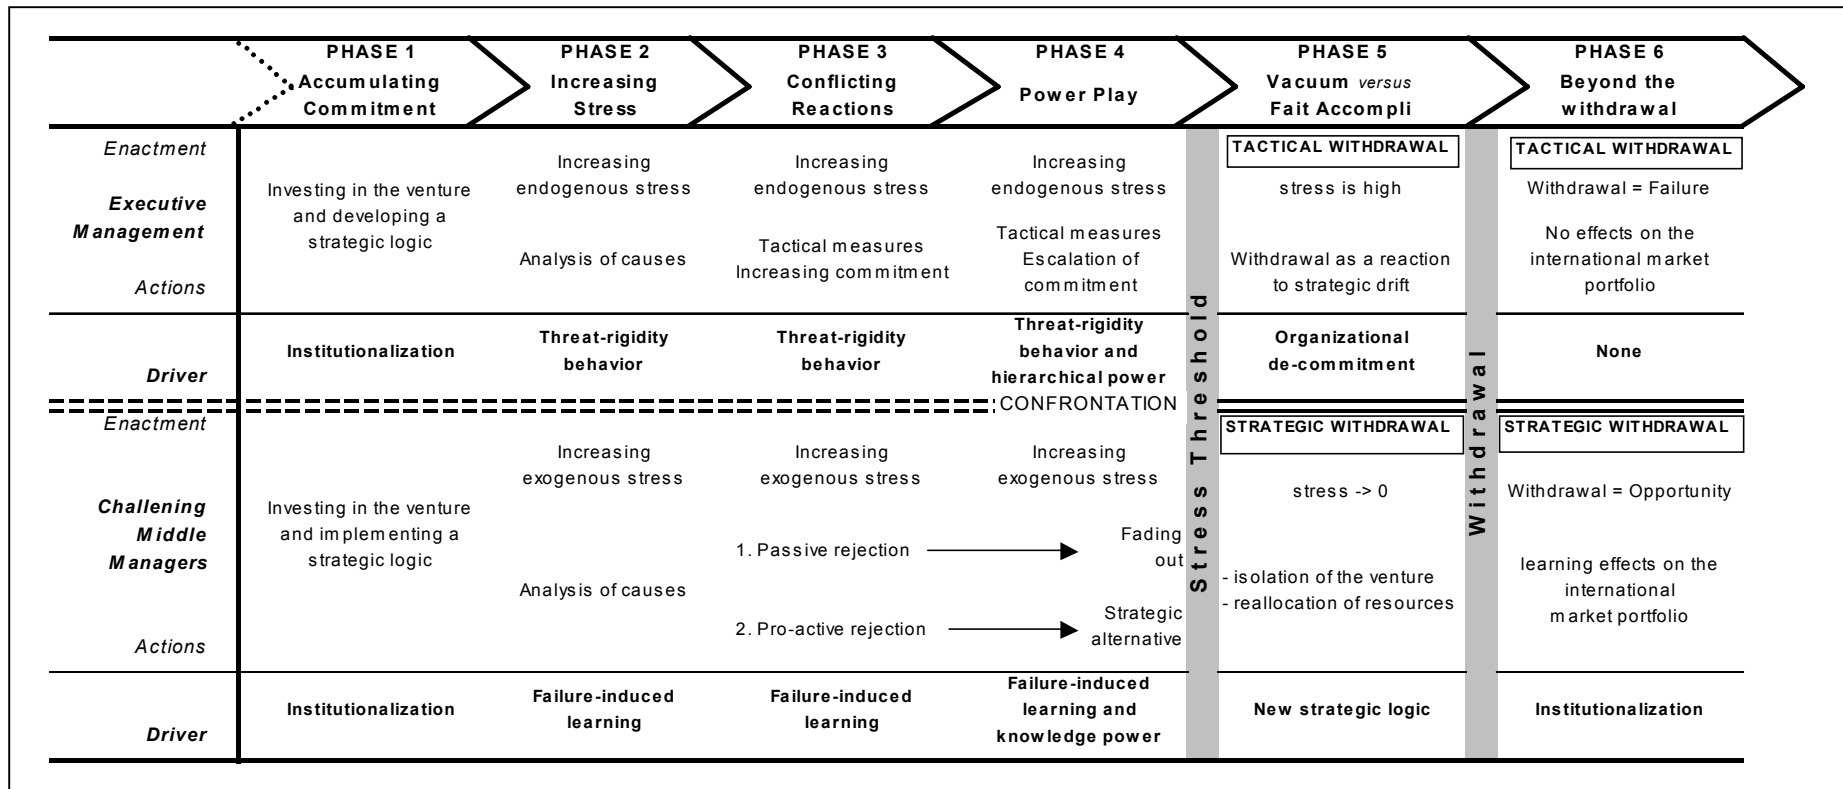 PHASE 1
Accumulating
Commitment
PHASE 2
Increasing
Stress
PHASE 3
Conflicting
Reactions
PHASE 4
Power Play
PHASE 5
Vacuum versus
Fait Accompli
PHASE 6
Beyond the
withdrawal
Enactment
Executive
Management
Actions
Investing in the venture
and developing a
strategic logic
Increasing
endogenous stress
Analysis of causes
Increasing
endogenous stress
Tactical measures
Increasing commitment
Increasing
endogenous stress
Tactical measures
Escalation of
commitment
TACTICAL WITHDRAWAL
stress is high
Withdrawal as a reaction
to strategic drift
TACTICAL WITHDRAWAL
Withdrawal = Failure
No effects on the
international market
portfolio
Driver
Institutionalization
Threat-rigidity
behavior
Threat-rigidity
behavior
Threat-rigidity
behavior and
hierarchical power
Organizational
de-commitment
None
CONFRONTATION
Stress Threshold
Withdrawal
Enactment
Challening
Middle
Managers
Actions
Investing in the venture
and implementing a
strategic logic
Increasing
exogenous stress
Analysis of causes
Increasing
exogenous stress
1. Passive rejection
2. Pro-active rejection
Increasing
exogenous stress
Fading
out
Strategic
alternative
STRATEGIC WITHDRAWAL
stress -> 0
- isolation of the venture
- reallocation of resources
STRATEGIC WITHDRAWAL
Withdrawal = Opportunity
learning effects on the
international
market portfolio
Driver
Institutionalization
Failure-induced
learning
Failure-induced
learning
Failure-induced
learning and
knowledge power
New strategic logic
Institutionalization